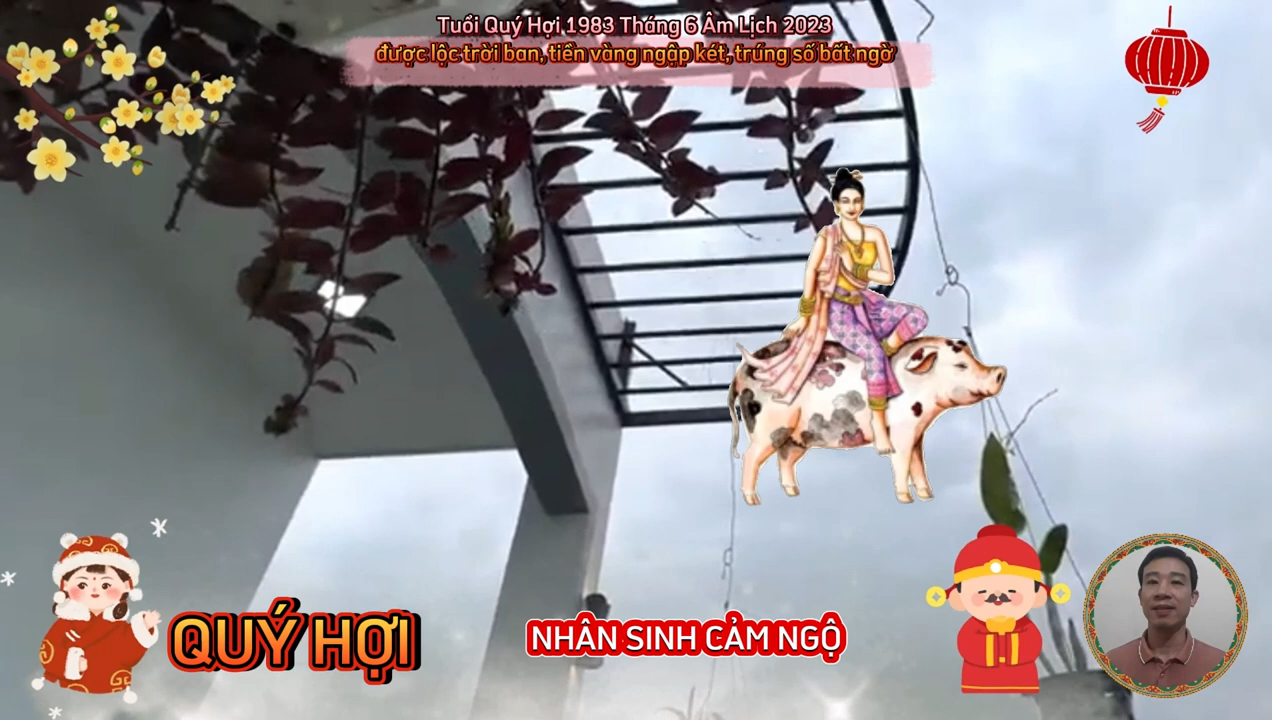 Tuổi Quý Hợi 1983 Tháng 6 Âm Lịch 2023
được lộc trời ban, tiền vàng ngập két, trúng số bất ngờ
QUÝ HỢI
NHÂN SINH CẢM NGỘ